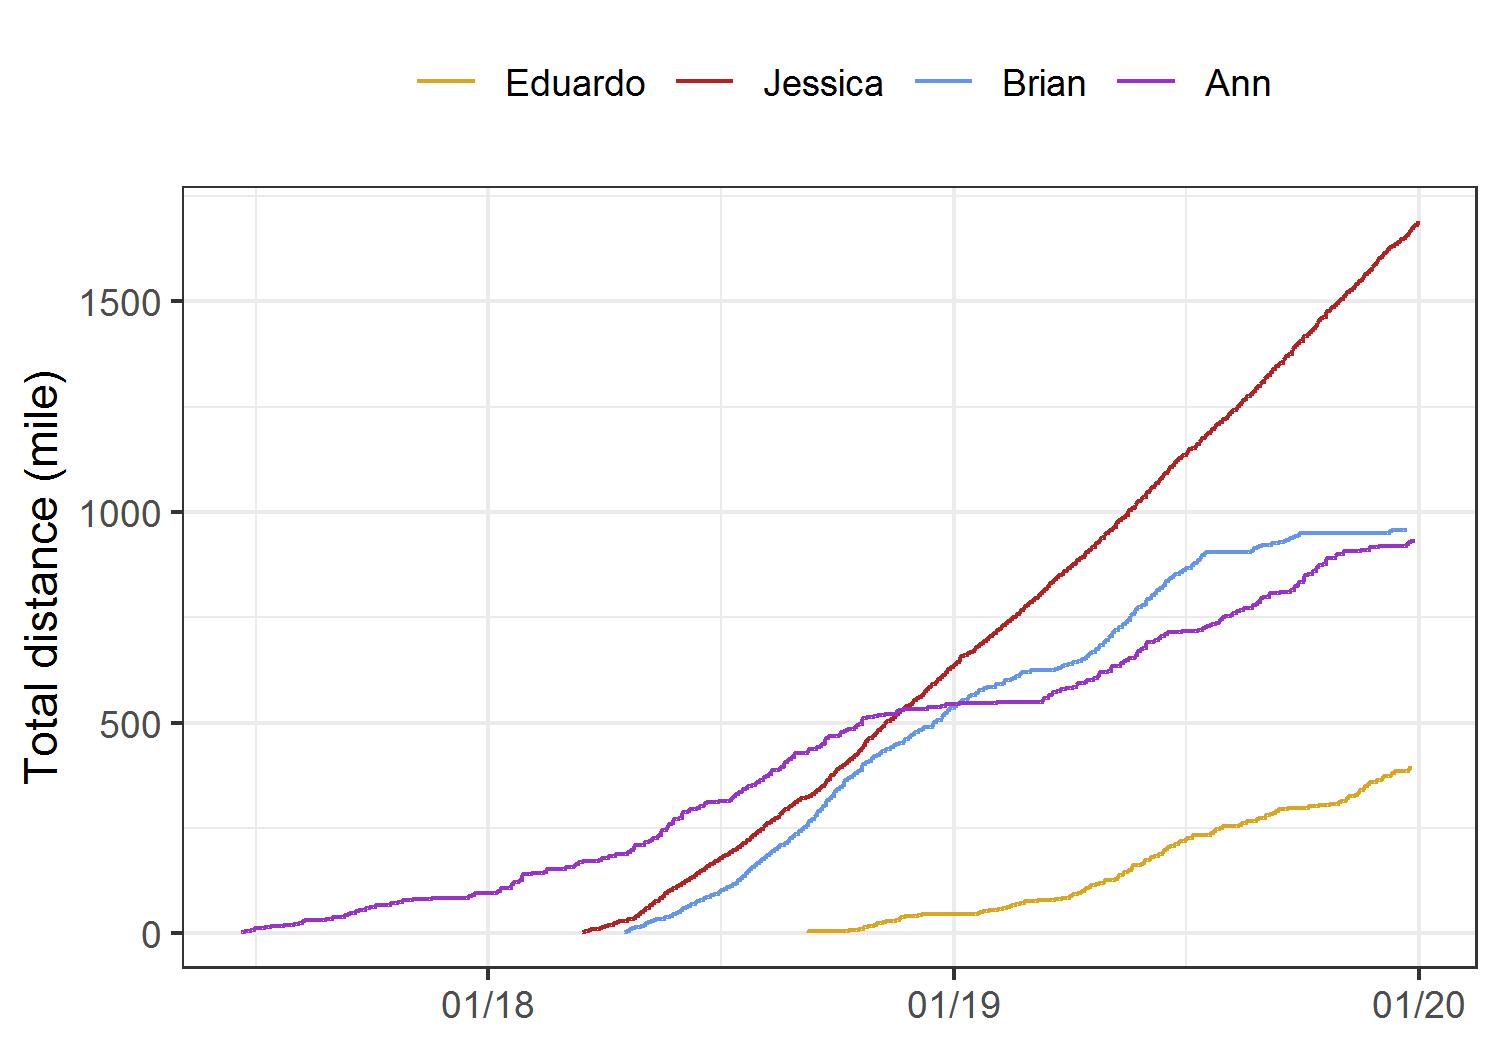 Eduardo Jessica Brian Ann
Total distance (mile)
1500
1000
500
0
01/18 01/19 01/20